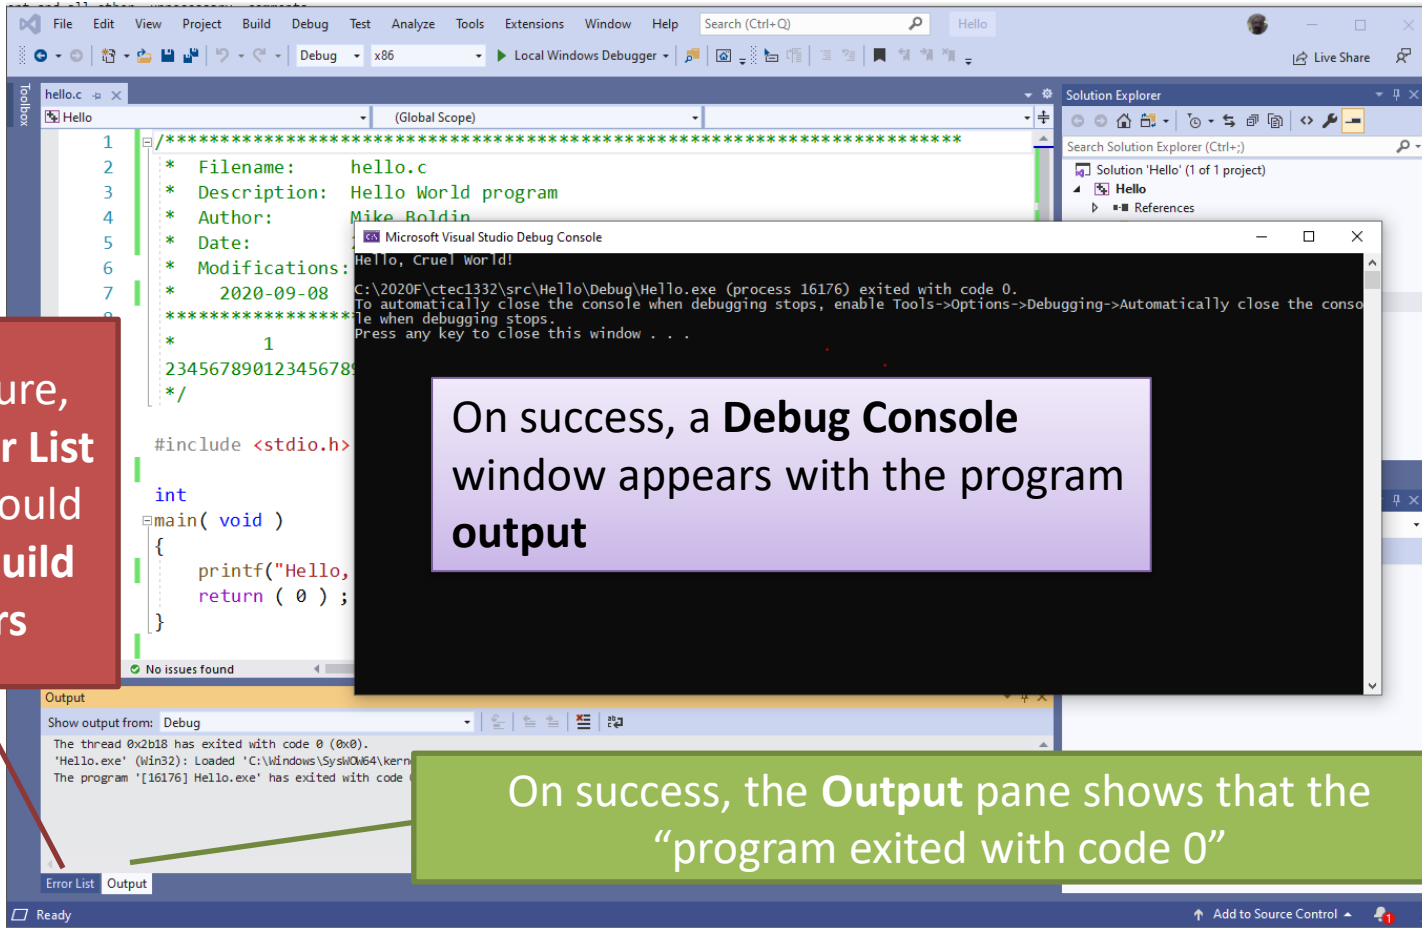 File Edit View Project Build Debug Test Analyze Tools Extensions Window Help Search (Ctrl+Q) Hello
Debug x86 Local Windows Debugger Live Share
Toolbox
hello.c
Hello (Global Scope)
1 /***********************************************************************
2 * Filename: hello.c
3 * Description: Hello World program
4 * Author: Mike Boldin
5 * Date:
6 * Modifications:
7 * 2020-09-08
*******************
* 1
234567890123456789
*/
#include <stdio.h>
int
main( void )
{
printf("Hello,
return ( 0 ) ;
}
No issues found
Solution Explorer
Search Solution Explorer (Ctrl+;)
Solution 'Hello' (1 of 1 project)
Hello
References
Microsoft Visual Studio Debug Console
Hello, Cruel World!
C:\2020F\ctec1332\src\Hello\Debug\Hello.exe (process 16176) exited with code 0.
To automatically close the console when debugging stops, enable Tools->Options->Debugging->Automatically close the conso
le when debugging stops.
Press any key to close this window . . .
On success, a Debug Console
window appears with the program
output
ure,
r List
ould
uild
rs
Output
Show output from: Debug
The thread 0x2b18 has exited with code 0 (0x0).
'Hello.exe' (Win32): Loaded 'C:\Windows\SysWOW64\kern
The program '[16176] Hello.exe' has exited with code
On success, the Output pane shows that the
“program exited with code 0”
Error List Output
Ready Add to Source Control 1